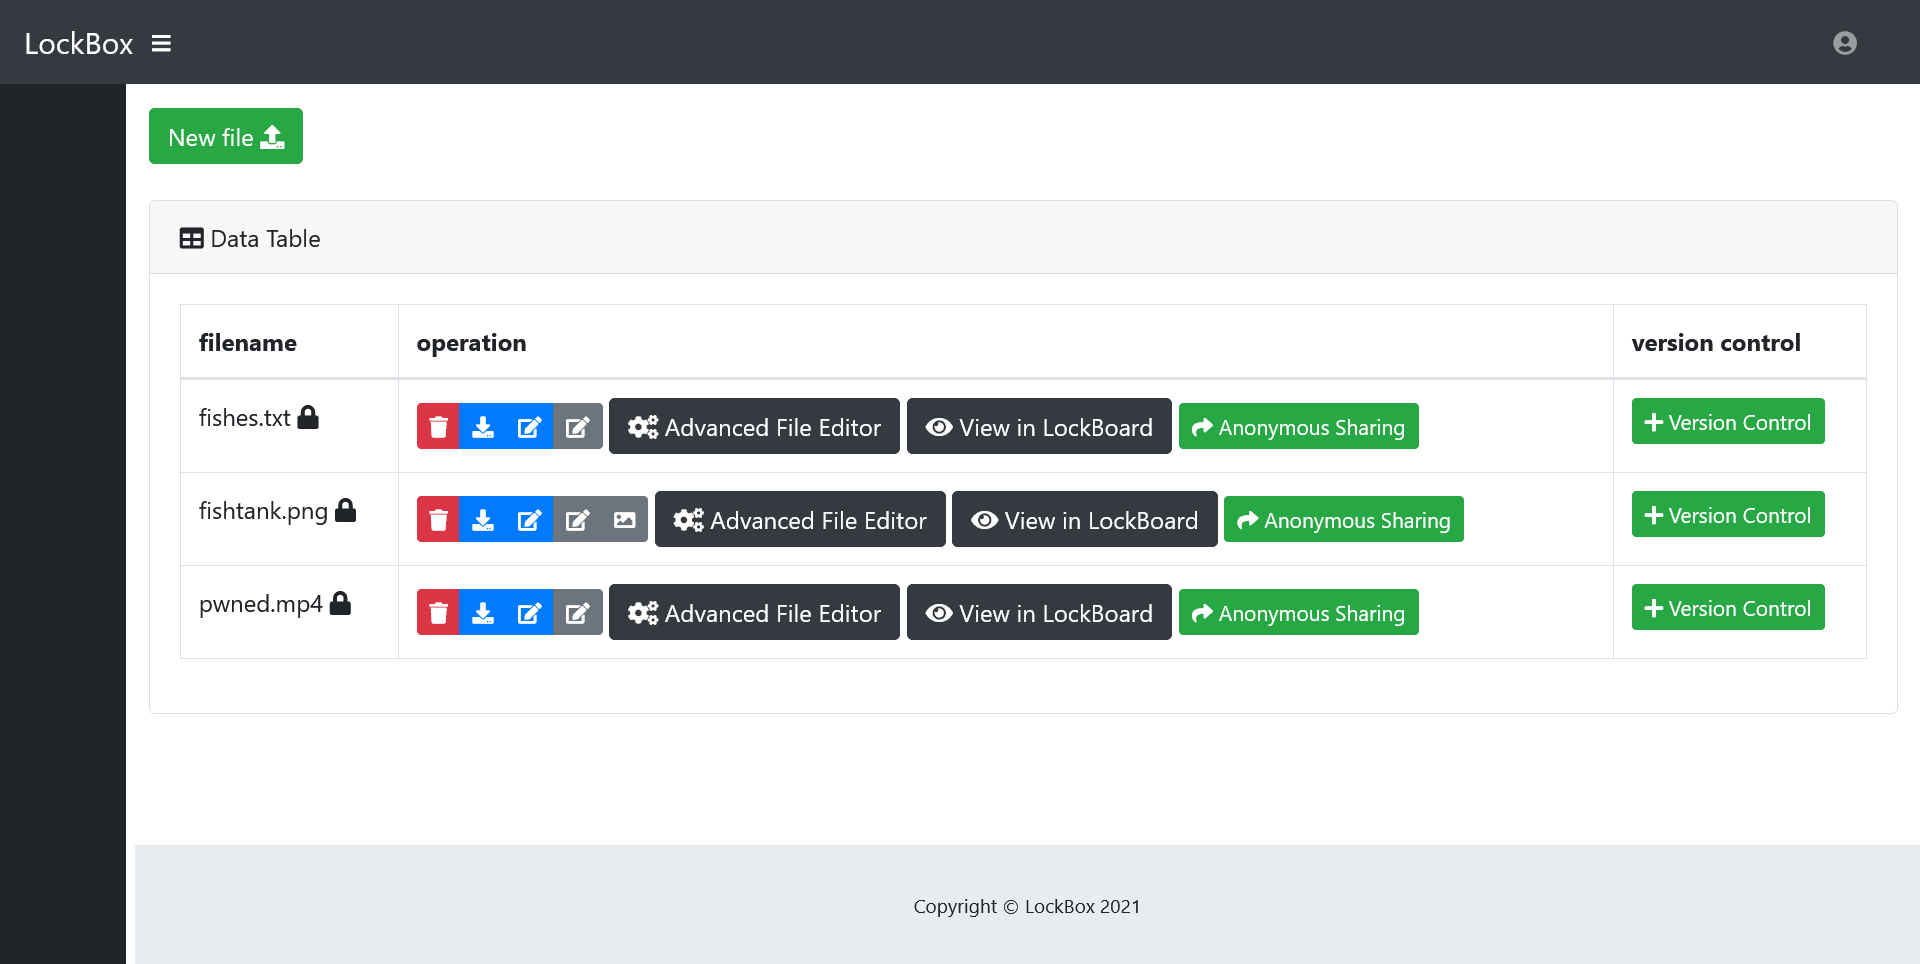 LockBox
New file
Data Table
filename operation version control
fishes.txt Advanced File Editor View in LockBoard Anonymous Sharing Version Control
fishtank.png Advanced File Editor View in LockBoard Anonymous Sharing Version Control
pwned.mp4 Advanced File Editor View in LockBoard Anonymous Sharing Version Control
Copyright © LockBox 2021